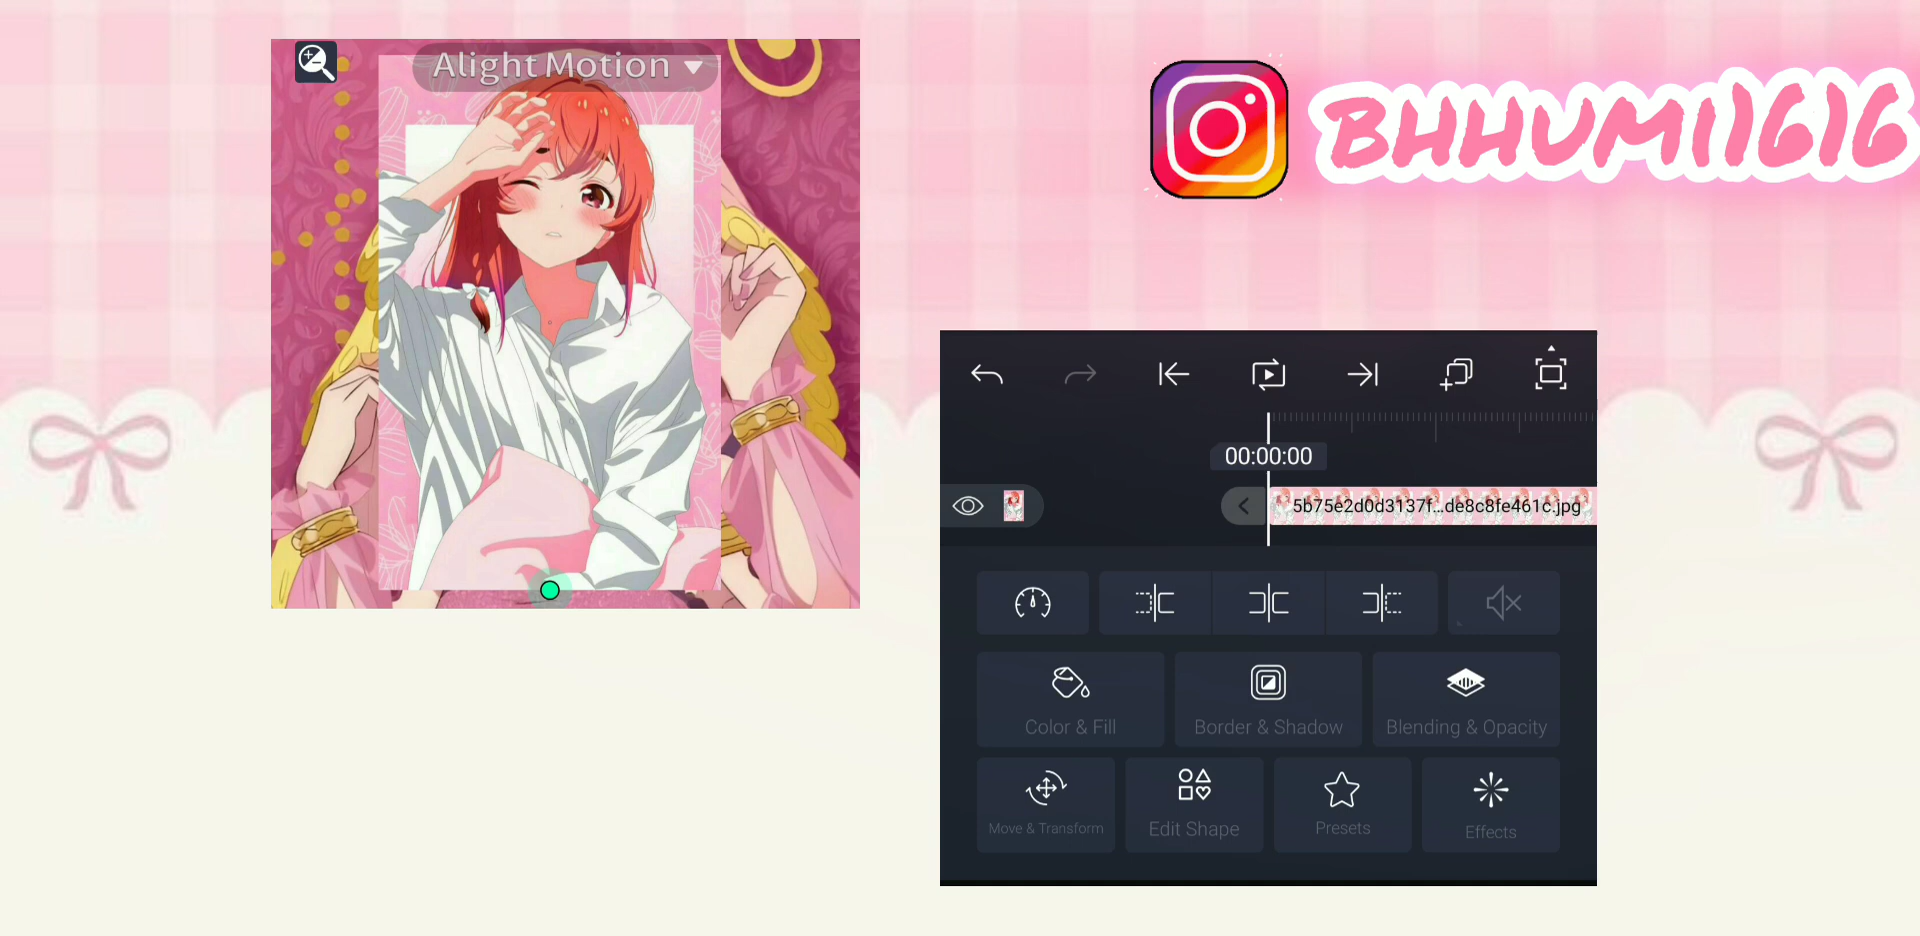 Alight Motion
BHHUMI1616
00:00:00
5b75e2d0d3137f...de8c8fe461c.jpg
Color & Fill
Border & Shadow
Blending & Opacity
Move & Transform
Edit Shape
Presets
Effects